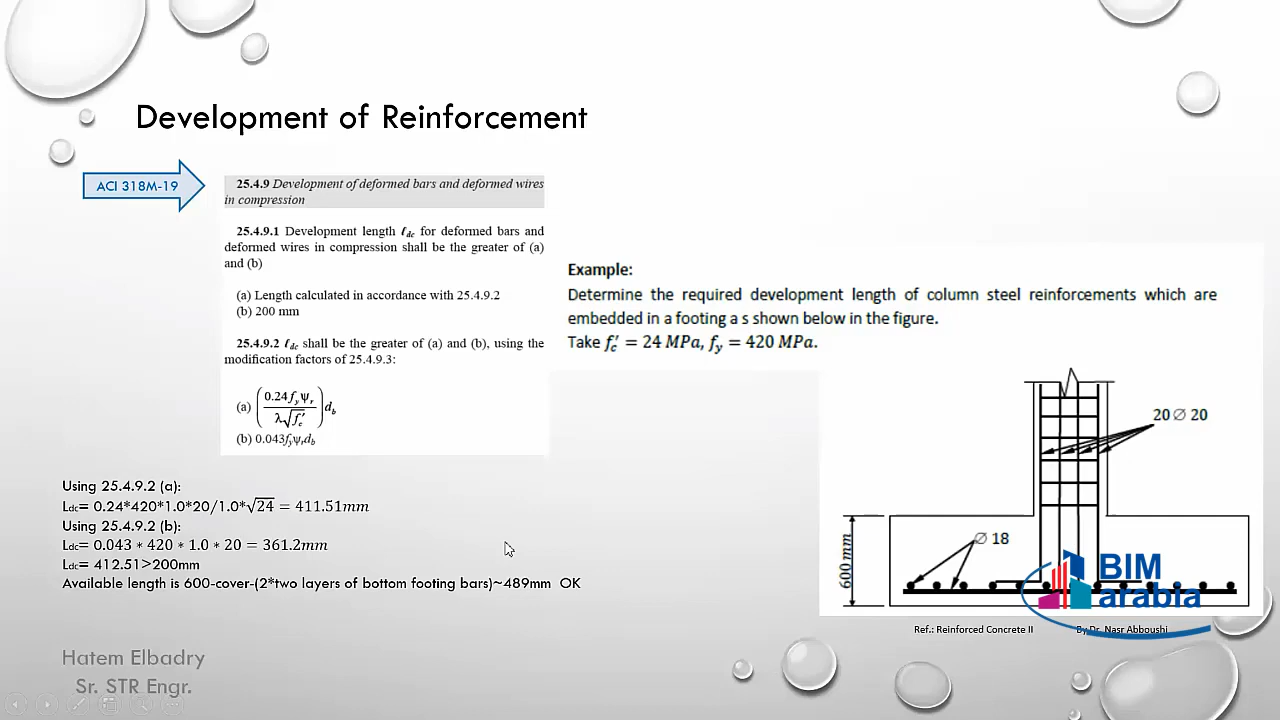 Development of Reinforcement
ACI 318M-19
25.4.9 Development of deformed bars and deformed wires
in compression
25.4.9.1 Development length ℓdc for deformed bars and
deformed wires in compression shall be the greater of (a)
and (b)
(a) Length calculated in accordance with 25.4.9.2
(b) 200 mm
25.4.9.2 ℓdc shall be the greater of (a) and (b), using the
modification factors of 25.4.9.3:
(a) (0.24fyψr / λ√fc′) db
(b) 0.043fyψrdb
Example:
Determine the required development length of column steel reinforcements which are
embedded in a footing a s shown below in the figure.
Take fc′ = 24 MPa, fy = 420 MPa.
20 ∅ 20
∅ 18
600 mm
BIM
arabia
Ref.: Reinforced Concrete II By Dr. Nasr Abboushi
Using 25.4.9.2 (a):
Ldc= 0.24*420*1.0*20/1.0*√24 = 411.51mm
Using 25.4.9.2 (b):
Ldc= 0.043 * 420 * 1.0 * 20 = 361.2mm
Ldc= 412.51>200mm
Available length is 600-cover-(2*two layers of bottom footing bars)~489mm OK
Hatem Elbadry
Sr. STR Engr.